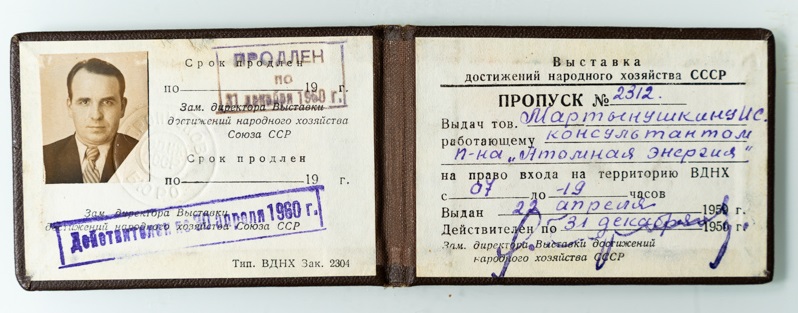 Срок продлен
по 19 г.
ПРОДЛЕН
по
31 декабря 1960 г.
Зам. директора Выставки
достижений народного хозяйства
Союза ССР
Срок продлен
по 19 г.
Зам. директора Выставки
достижений народного хозяйства
Союза ССР
Действителен по 30 апреля 1960 г.
Тип. ВДНХ Зак. 2304
Выставка
достижений народного хозяйства СССР
ПРОПУСК № 2312.
Выдач тов. Мартынушкину И.С.
работающему консультантом
п-на „Атомная энергия"
на право входа на территорию ВДНХ
с 07 до 19 часов
Выдан 22 апреля 1959 г.
Действителен по 31 декабря 1959 г.
Зам. директора Выставки достижений
народного хозяйства СССР